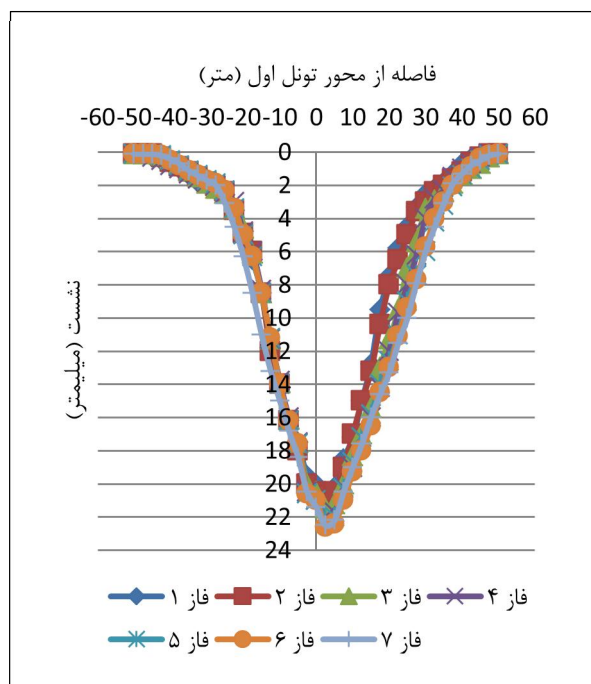 فاصله از محور تونل اول (متر)
-60 -50 -40 -30 -20 -10 0 10 20 30 40 50 60
0
2
4
6
8
10
12
14
16
18
20
22
24
نشست (میلیمتر)
فاز ۱ فاز ۲ فاز ۳ فاز ۴
فاز ۵ فاز ۶ فاز ۷